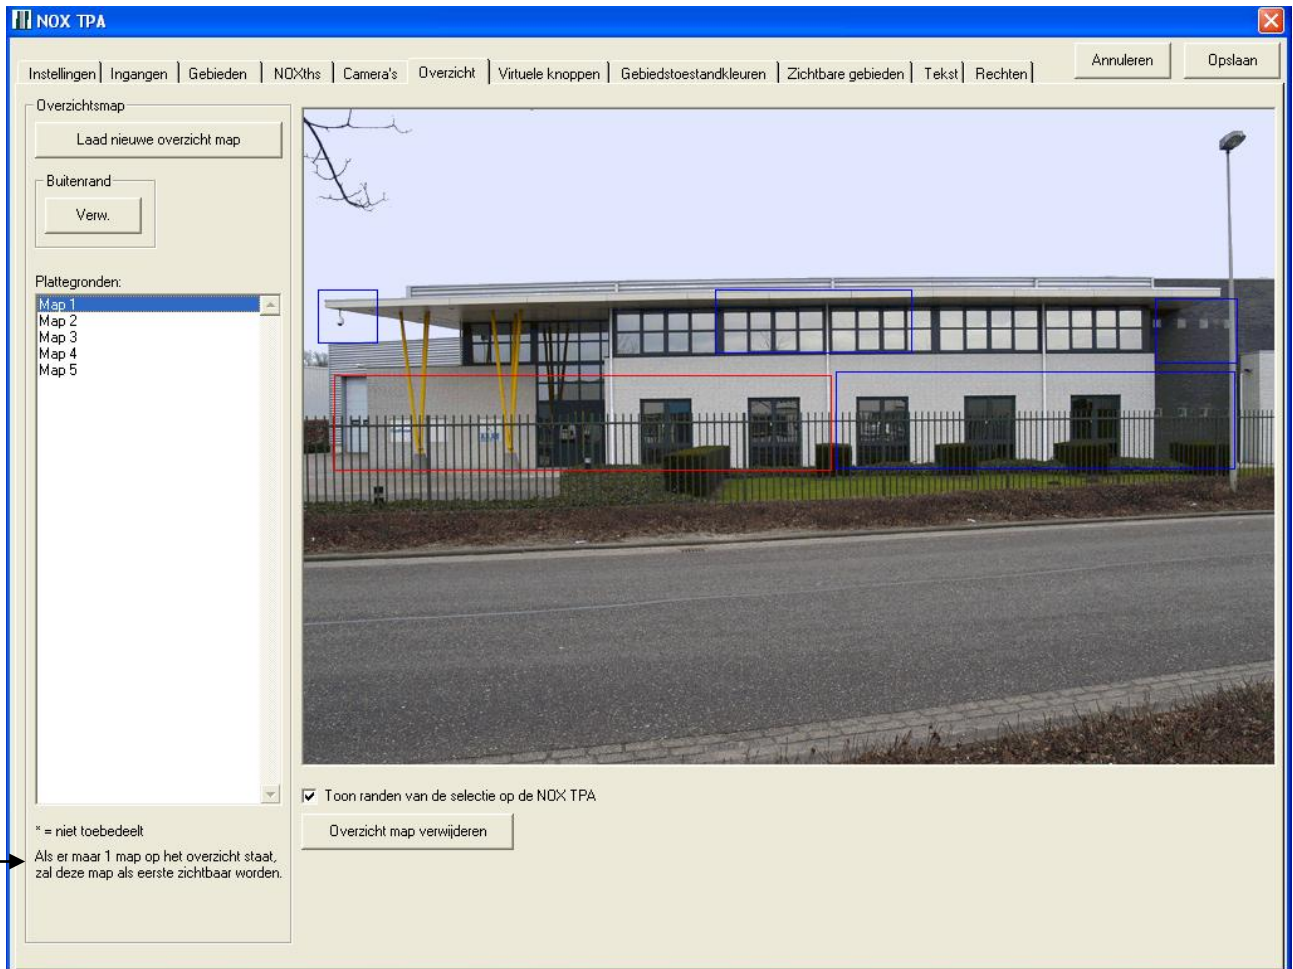 NOX TPA
Annuleren
Opslaan
Instellingen
Ingangen
Gebieden
NOXths
Camera's
Overzicht
Virtuele knoppen
Gebiedstoestandkleuren
Zichtbare gebieden
Tekst
Rechten
Overzichtsmap
Laad nieuwe overzicht map
Buitenrand
Verw.
Plattegronden:
Map 1
Map 2
Map 3
Map 4
Map 5
Toon randen van de selectie op de NOX TPA
Overzicht map verwijderen
* = niet toebedeelt
Als er maar 1 map op het overzicht staat,
zal deze map als eerste zichtbaar worden.